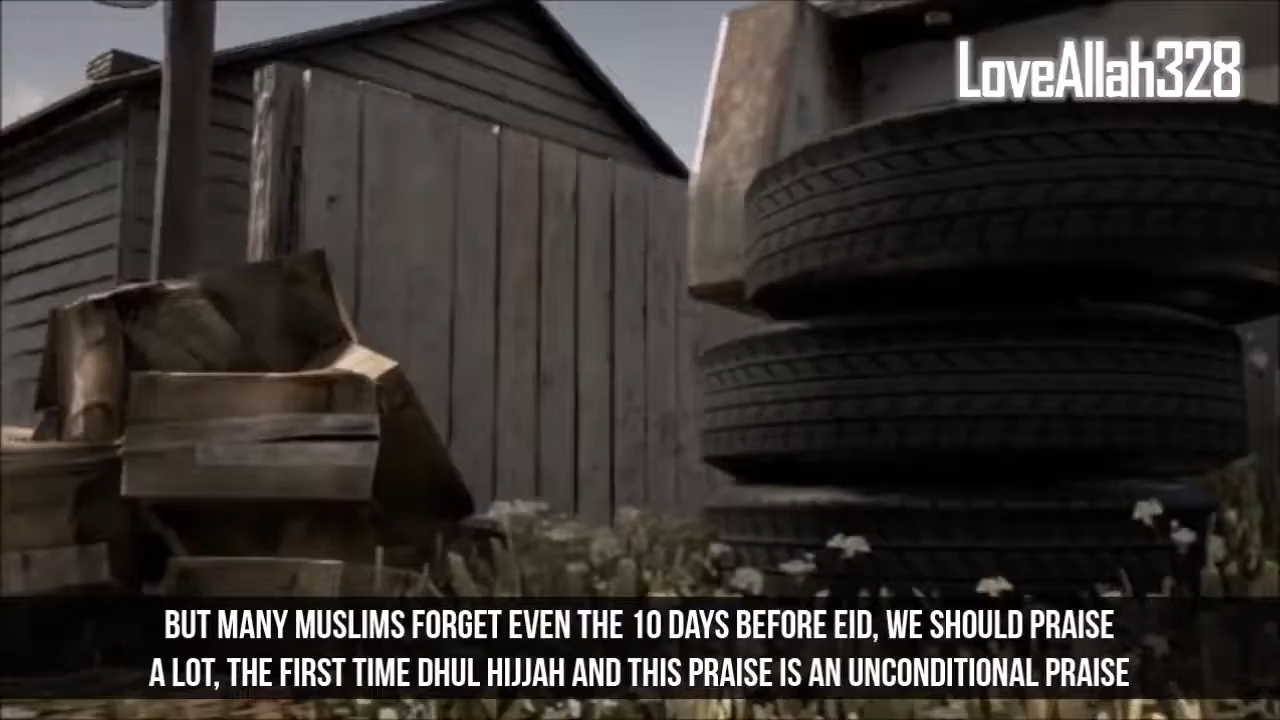 LoveAllah328
BUT MANY MUSLIMS FORGET EVEN THE 10 DAYS BEFORE EID, WE SHOULD PRAISE
A LOT, THE FIRST TIME DHUL HIJJAH AND THIS PRAISE IS AN UNCONDITIONAL PRAISE